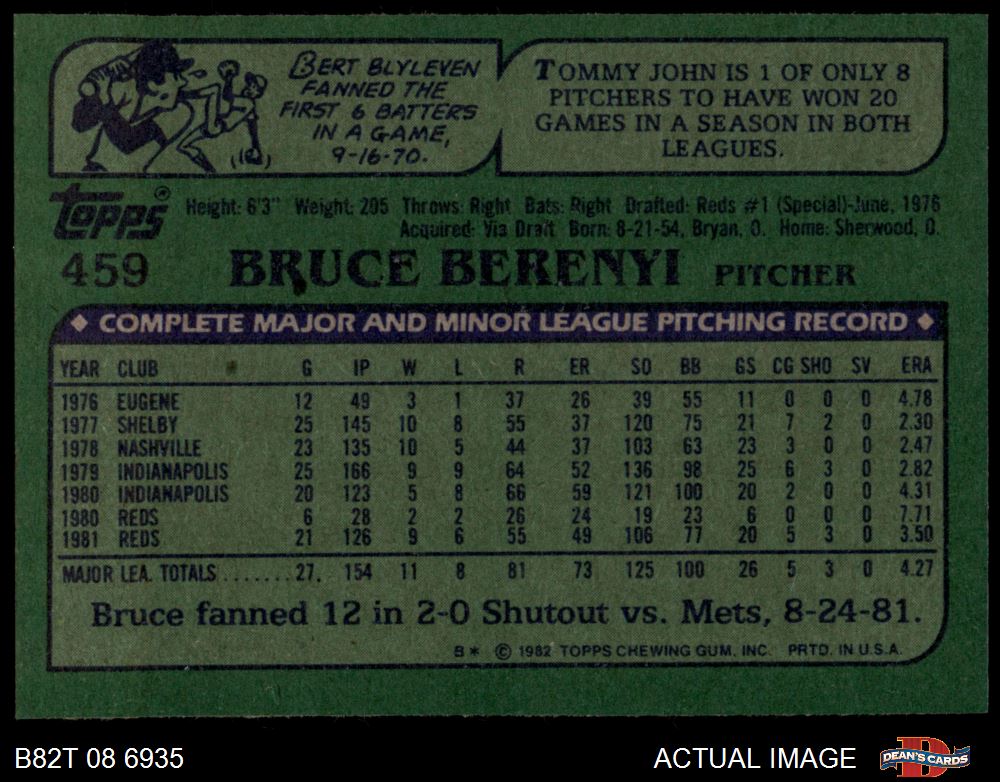 BERT BLYLEVEN
FANNED THE
FIRST 6 BATTERS
IN A GAME,
9-16-70.
TOMMY JOHN IS 1 OF ONLY 8
PITCHERS TO HAVE WON 20
GAMES IN A SEASON IN BOTH
LEAGUES.
topps®
Height: 6'3" Weight: 205 Throws: Right Bats: Right Drafted: Reds #1 (Special)-June, 1976
Acquired: Via Draft Born: 8-21-54, Bryan, O. Home: Sherwood, O.
459 BRUCE BERENYI PITCHER
◆ COMPLETE MAJOR AND MINOR LEAGUE PITCHING RECORD ◆
YEAR CLUB G IP W L R ER SO BB GS CG SHO SV ERA
1976 EUGENE 12 49 3 1 37 26 39 55 11 0 0 0 4.78
1977 SHELBY 25 145 10 8 55 37 120 75 21 7 2 0 2.30
1978 NASHVILLE 23 135 10 5 44 37 103 63 23 3 0 0 2.47
1979 INDIANAPOLIS 25 166 9 9 64 52 136 98 25 6 3 0 2.82
1980 INDIANAPOLIS 20 123 5 8 66 59 121 100 20 2 0 0 4.31
1980 REDS 6 28 2 2 26 24 19 23 6 0 0 0 7.71
1981 REDS 21 126 9 6 55 49 106 77 20 5 3 0 3.50
MAJOR LEA. TOTALS ....... 27. 154 11 8 81 73 125 100 26 5 3 0 4.27
Bruce fanned 12 in 2-0 Shutout vs. Mets, 8-24-81.
B* © 1982 TOPPS CHEWING GUM, INC. PRTD. IN U.S.A.
B82T 08 6935 ACTUAL IMAGE DEAN'S CARDS